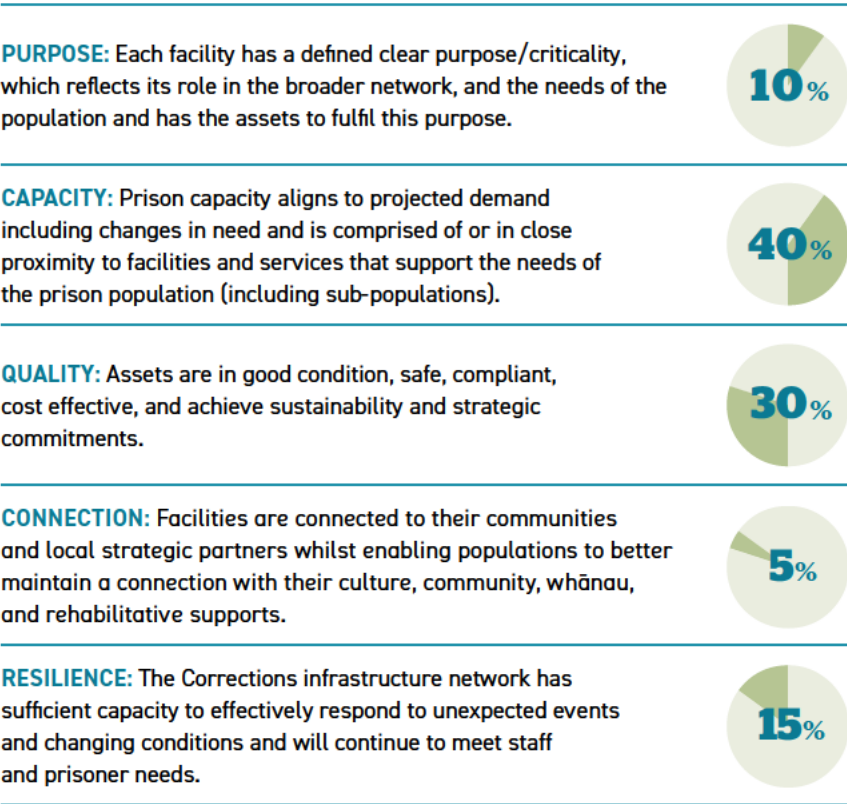 PURPOSE: Each facility has a defined clear purpose/criticality,
which reflects its role in the broader network, and the needs of the
population and has the assets to fulfil this purpose.
10%
CAPACITY: Prison capacity aligns to projected demand
including changes in need and is comprised of or in close
proximity to facilities and services that support the needs of
the prison population (including sub-populations).
40%
QUALITY: Assets are in good condition, safe, compliant,
cost effective, and achieve sustainability and strategic
commitments.
30%
CONNECTION: Facilities are connected to their communities
and local strategic partners whilst enabling populations to better
maintain a connection with their culture, community, whānau,
and rehabilitative supports.
5%
RESILIENCE: The Corrections infrastructure network has
sufficient capacity to effectively respond to unexpected events
and changing conditions and will continue to meet staff
and prisoner needs.
15%